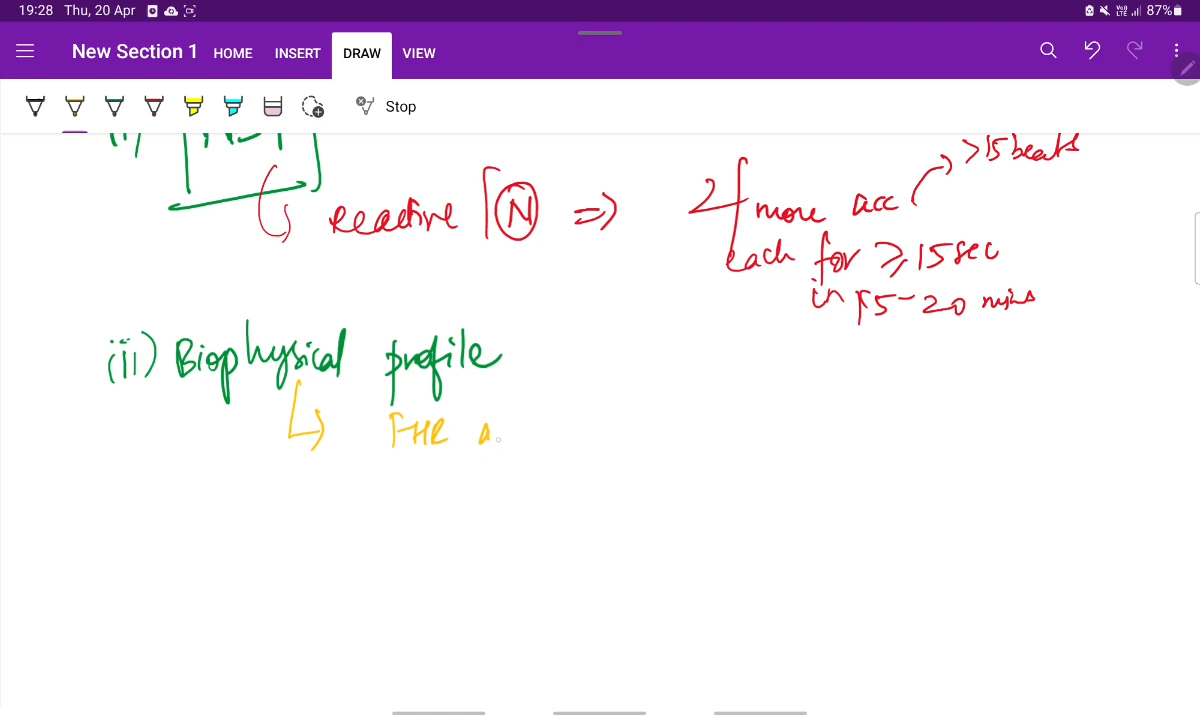 19:28 Thu, 20 Apr 87%
New Section 1 HOME INSERT DRAW VIEW
Stop
>15 beats
reactive N ⇒ 2 more acc
each for ≥15 sec
in 15-20 mins
(iii) Biophysical profile
FHR a